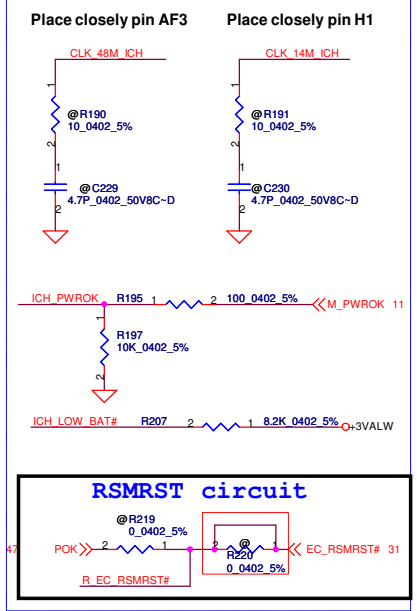 Place closely pin AF3
Place closely pin H1
CLK_48M_ICH
CLK_14M_ICH
1
1
@R190
10_0402_5%
@R191
10_0402_5%
2
2
1
1
@C229
4.7P_0402_50V8C~D
@C230
4.7P_0402_50V8C~D
2
2
ICH_PWROK R195 1 2 100_0402_5% M_PWROK 11
1
R197
10K_0402_5%
2
ICH_LOW_BAT# R207 2 1 8.2K_0402_5% +3VALW
RSMRST circuit
@R219
0_0402_5%
@
47 POK 2 1 2 1 EC_RSMRST# 31
R220
0_0402_5%
R_EC_RSMRST#